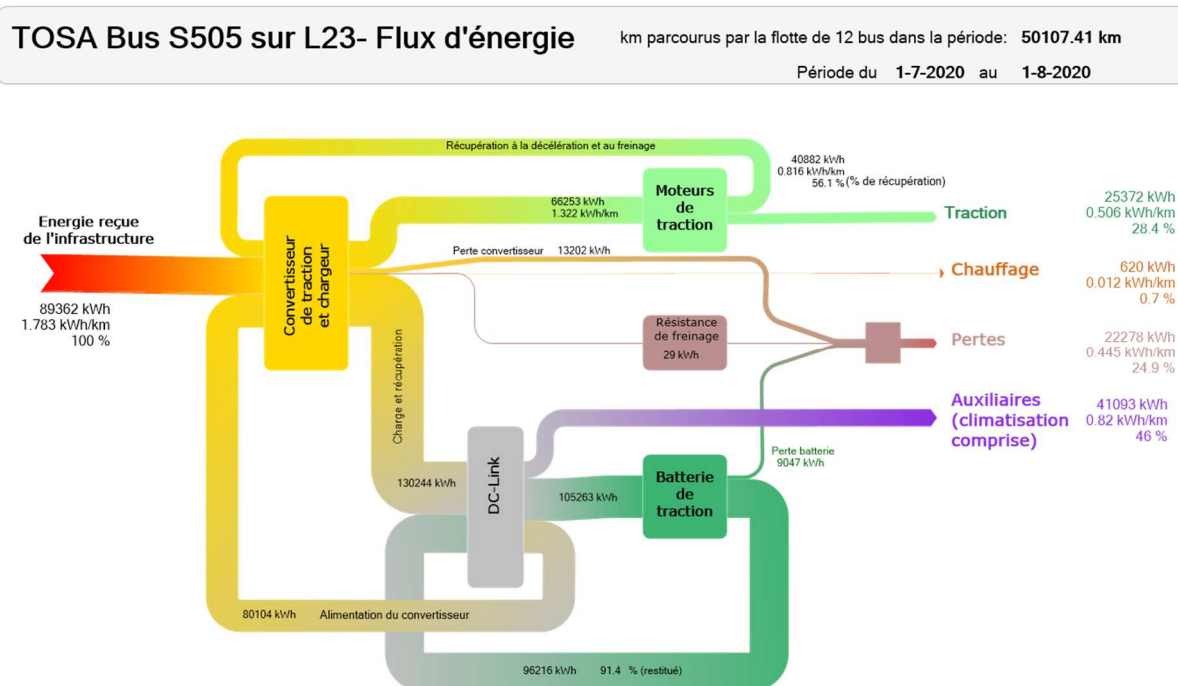 TOSA Bus S505 sur L23- Flux d'énergie
km parcourus par la flotte de 12 bus dans la période: 50107.41 km
Période du 1-7-2020 au 1-8-2020
Récupération à la décélération et au freinage
40882 kWh
0.816 kWh/km
56.1 % (% de récupération)
Moteurs
de
traction
66253 kWh
1.322 kWh/km
25372 kWh
0.506 kWh/km
28.4 %
Traction
Energie reçue
de l'infrastructure
89362 kWh
1.783 kWh/km
100 %
Convertisseur
de traction
et chargeur
Perte convertisseur 13202 kWh
Chauffage
620 kWh
0.012 kWh/km
0.7 %
Résistance
de freinage
29 kWh
Pertes
22278 kWh
0.445 kWh/km
24.9 %
Charge et récupération
Auxiliaires
(climatisation
comprise)
41093 kWh
0.82 kWh/km
46 %
Perte batterie
9047 kWh
130244 kWh
DC-Link
105263 kWh
Batterie
de
traction
80104 kWh Alimentation du convertisseur
96216 kWh 91.4 % (restitué)